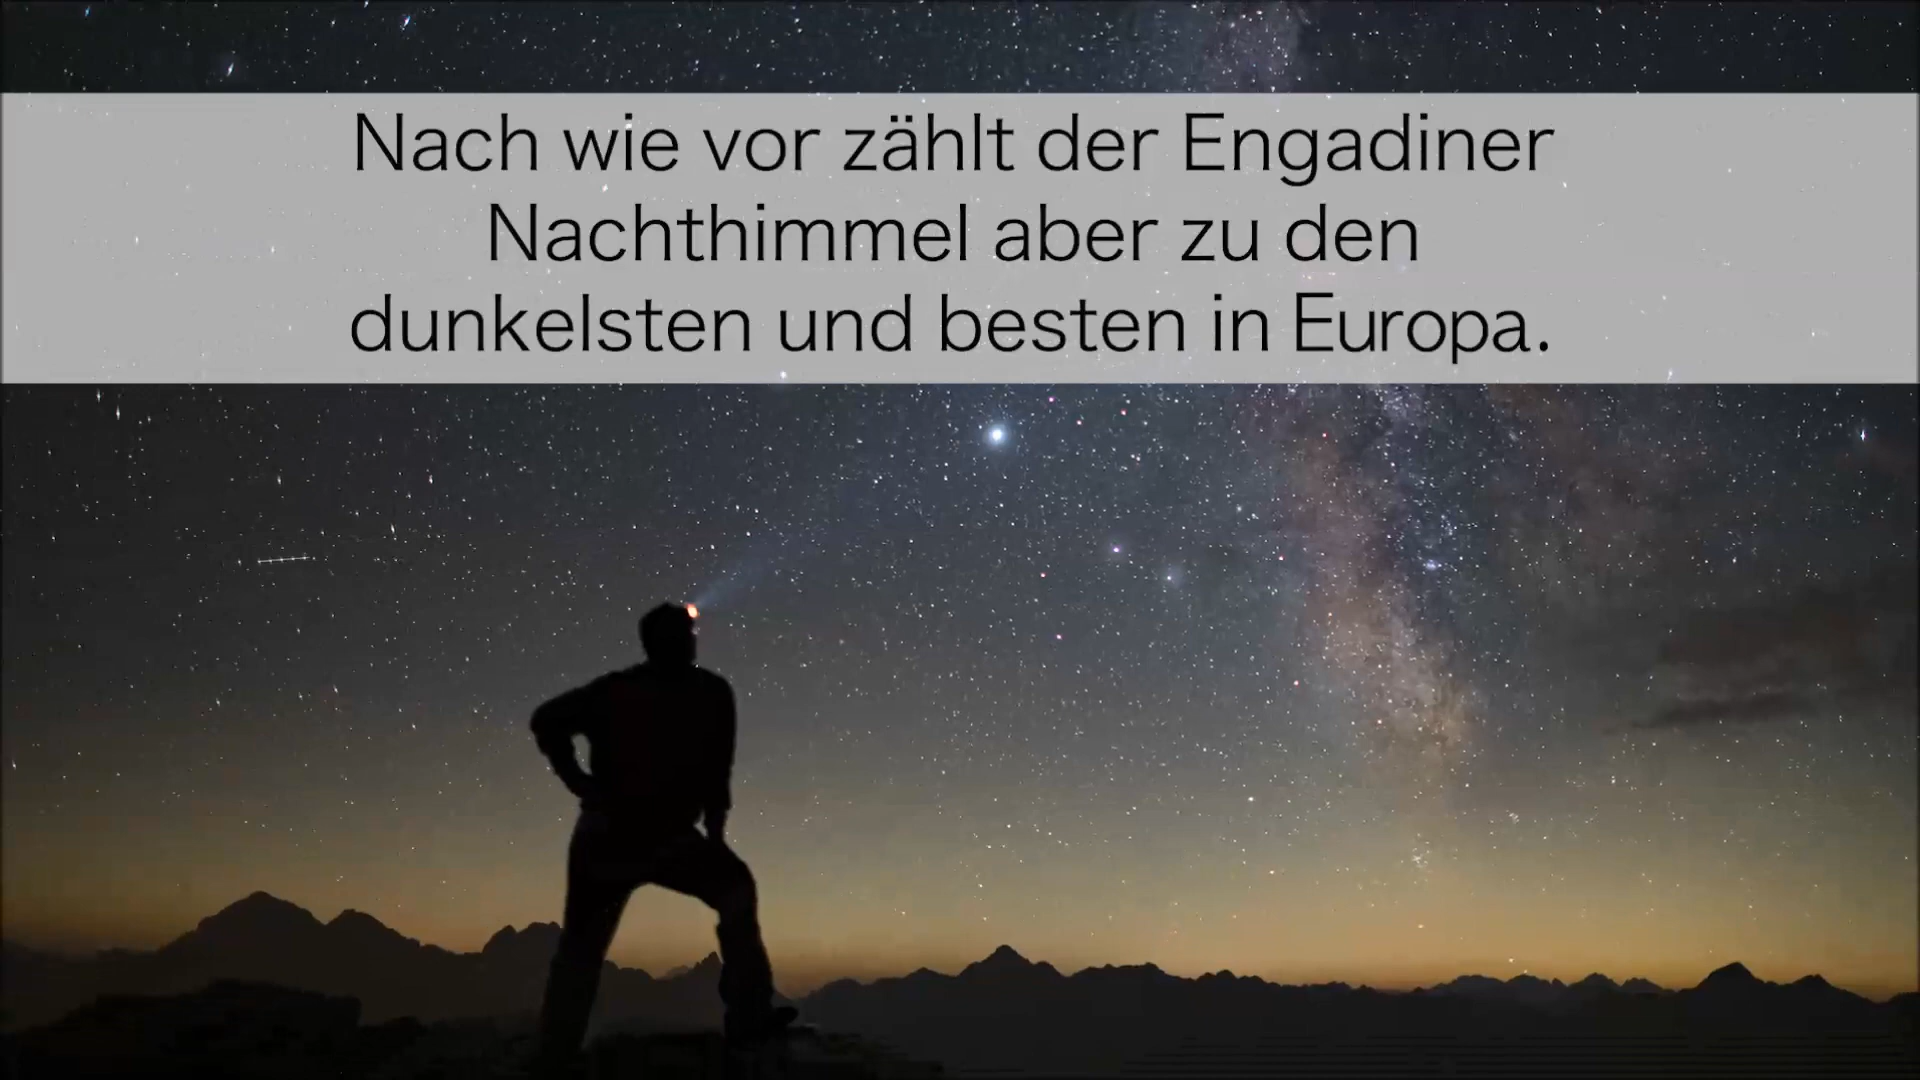 Nach wie vor zählt der Engadiner
Nachthimmel aber zu den
dunkelsten und besten in Europa.